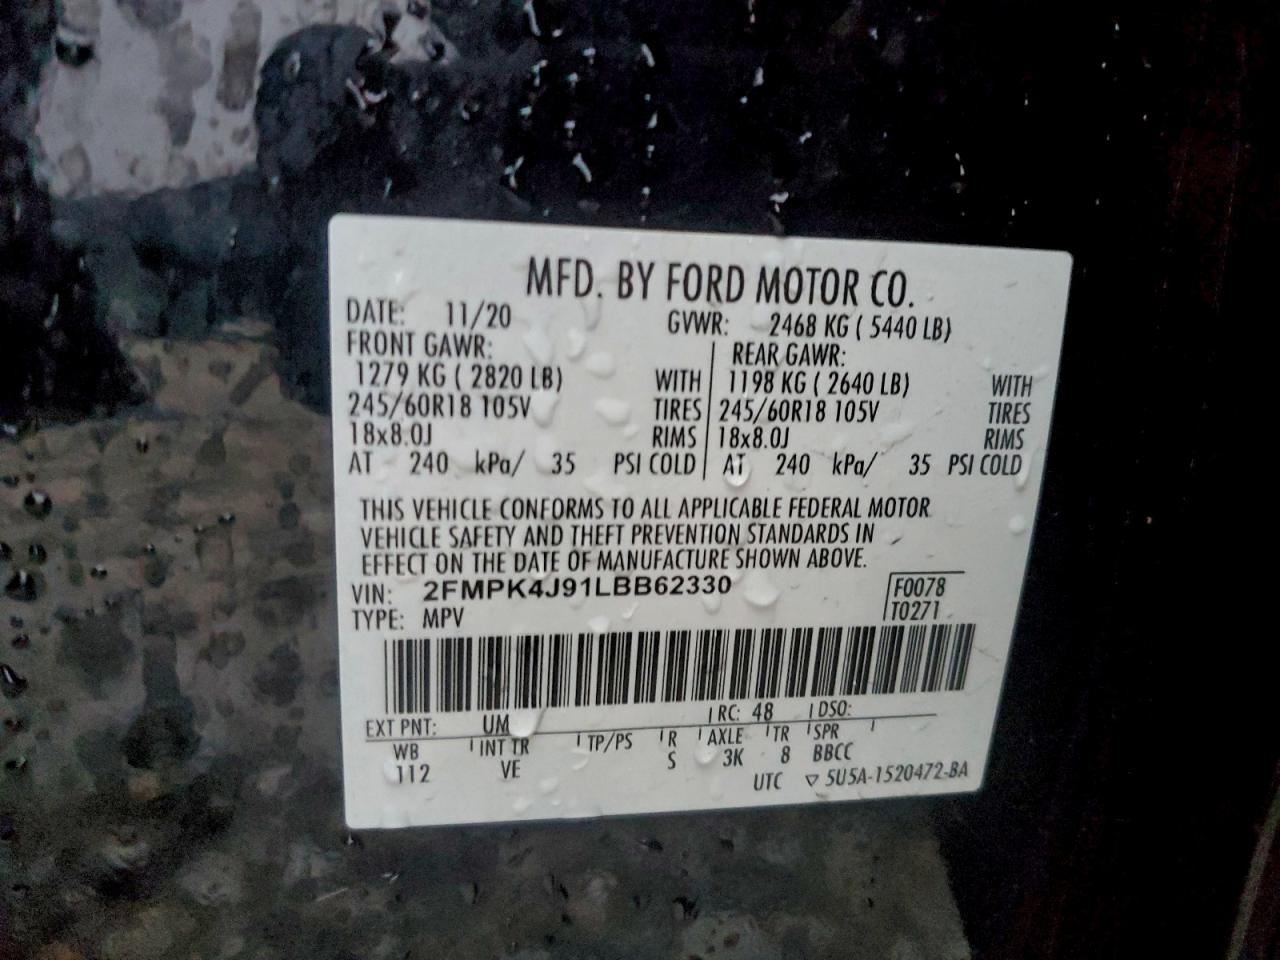 MFD. BY FORD MOTOR CO.
DATE: 11/20 GVWR: 2468 KG ( 5440 LB)
FRONT GAWR: REAR GAWR:
1279 KG ( 2820 LB) WITH 1198 KG ( 2640 LB) WITH
245/60R18 105V TIRES 245/60R18 105V TIRES
18x8.0J RIMS 18x8.0J RIMS
AT 240 kPa/ 35 PSI COLD AT 240 kPa/ 35 PSI COLD
THIS VEHICLE CONFORMS TO ALL APPLICABLE FEDERAL MOTOR
VEHICLE SAFETY AND THEFT PREVENTION STANDARDS IN
EFFECT ON THE DATE OF MANUFACTURE SHOWN ABOVE.
VIN: 2FMPK4J91LBB62330 F0078
TYPE: MPV T0271
EXT PNT: UM RC: 48 DSO:
WB INT TR TP/PS R AXLE TR SPR
112 VE S 3K 8 BBCC
UTC ▽ 5U5A-1520472-BA